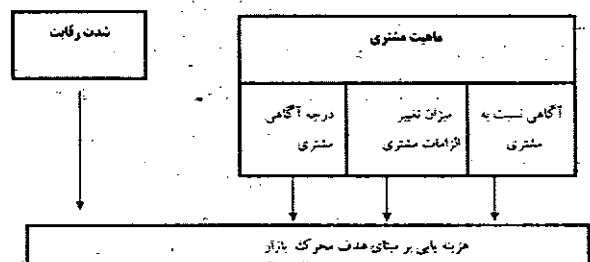 شدت رقابت
ماهیت مشتری
آگاهی نسبت به
مشتری
میزان تغییر
الزامات مشتری
درجه آگاهی
مشتری
هزینه یابی بر مبنای هدف محرک بازار